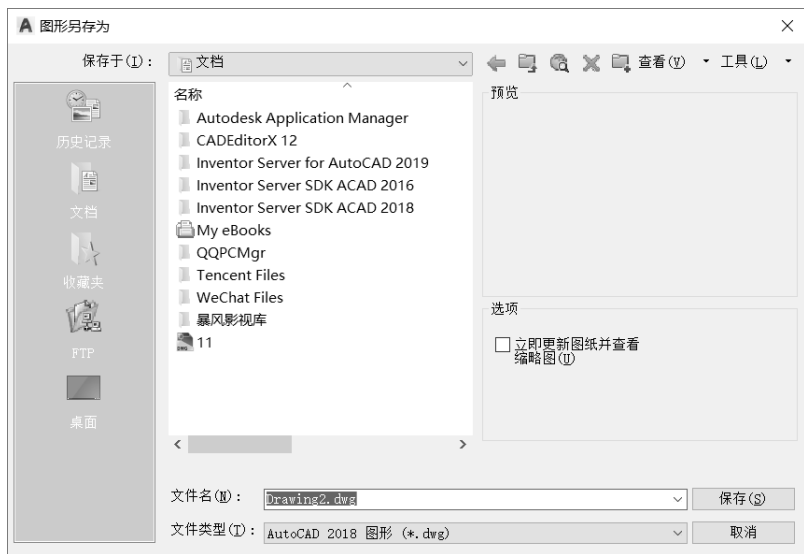 图形另存为
保存于(I):
文档
查看(V)
工具(L)
历史记录
文档
收藏夹
FTP
桌面
名称
Autodesk Application Manager
CADEditorX 12
Inventor Server for AutoCAD 2019
Inventor Server SDK ACAD 2016
Inventor Server SDK ACAD 2018
My eBooks
QQPCMgr
Tencent Files
WeChat Files
暴风影视库
11
预览
选项
立即更新图纸并查看
缩略图(U)
文件名(N):
Drawing2.dwg
保存(S)
文件类型(T):
AutoCAD 2018 图形 (*.dwg)
取消